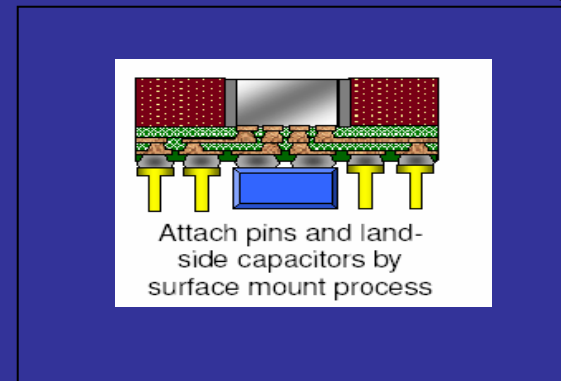 Attach pins and land-
side capacitors by
surface mount process